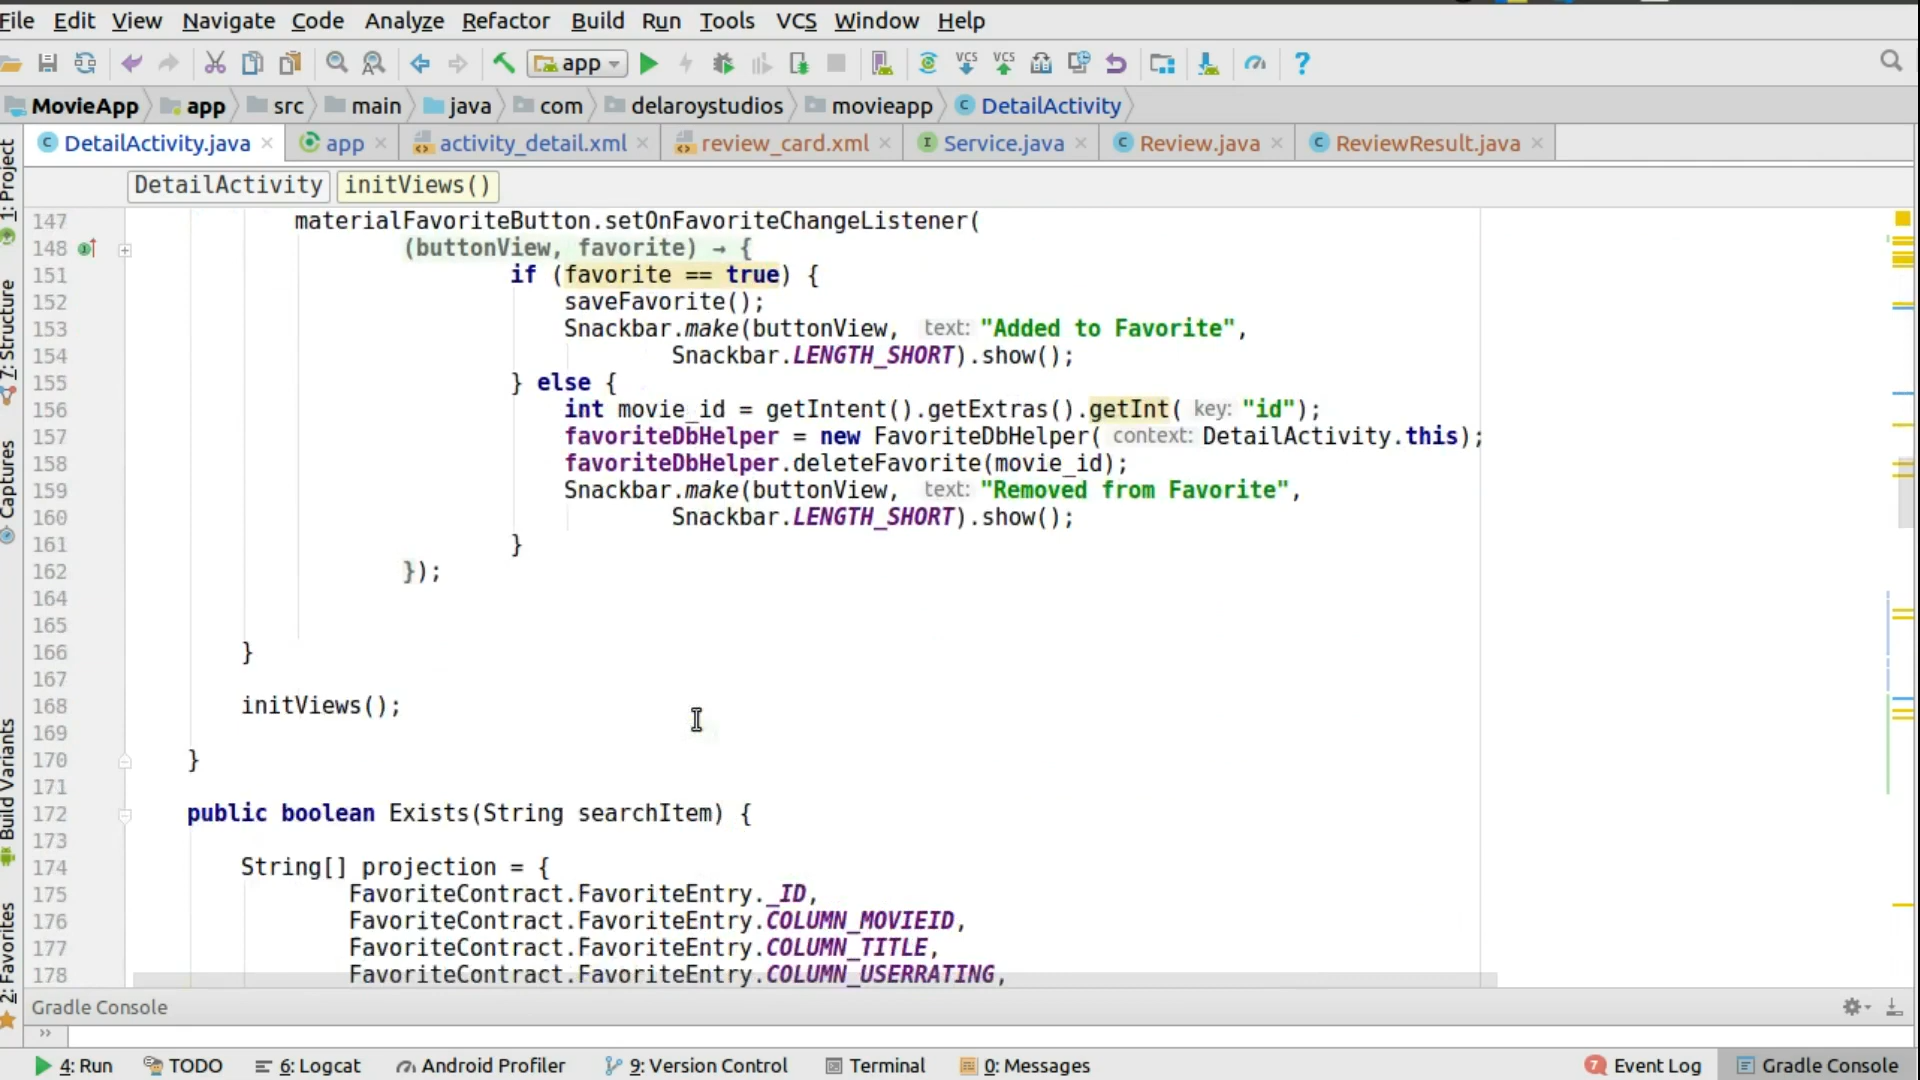 File Edit View Navigate Code Analyze Refactor Build Run Tools VCS Window Help
app VCS VCS ?
MovieApp app src main java com delaroystudios movieapp DetailActivity
DetailActivity.java app activity_detail.xml review_card.xml Service.java Review.java ReviewResult.java
DetailActivity initViews()
147 materialFavoriteButton.setOnFavoriteChangeListener(
148 (buttonView, favorite) → {
151 if (favorite == true) {
152 saveFavorite();
153 Snackbar.make(buttonView, text: "Added to Favorite",
154 Snackbar.LENGTH_SHORT).show();
155 } else {
156 int movie_id = getIntent().getExtras().getInt( key: "id");
157 favoriteDbHelper = new FavoriteDbHelper( context: DetailActivity.this);
158 favoriteDbHelper.deleteFavorite(movie_id);
159 Snackbar.make(buttonView, text: "Removed from Favorite",
160 Snackbar.LENGTH_SHORT).show();
161 }
162 });
164
165
166 }
167
168 initViews();
169
170 }
171
172 public boolean Exists(String searchItem) {
173
174 String[] projection = {
175 FavoriteContract.FavoriteEntry._ID,
176 FavoriteContract.FavoriteEntry.COLUMN_MOVIEID,
177 FavoriteContract.FavoriteEntry.COLUMN_TITLE,
178 FavoriteContract.FavoriteEntry.COLUMN_USERRATING,
1: Project
7: Structure
Captures
Build Variants
2: Favorites
Gradle Console
4: Run TODO 6: Logcat Android Profiler 9: Version Control Terminal 0: Messages 7 Event Log Gradle Console